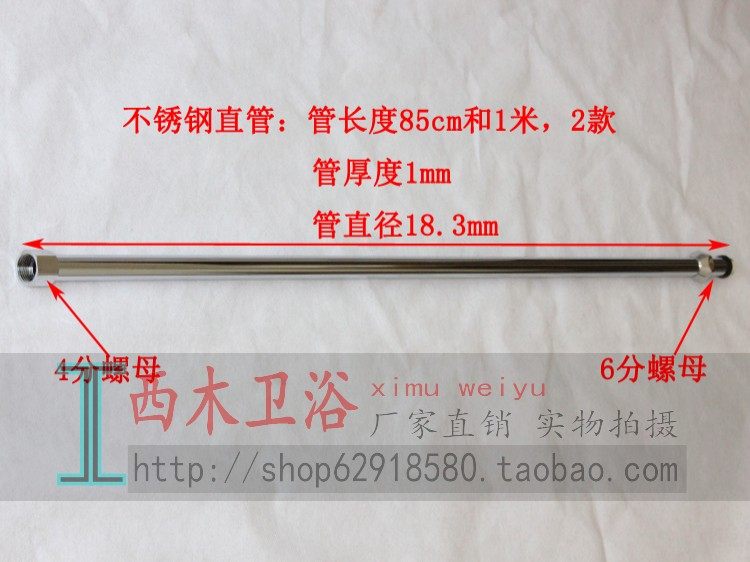 不锈钢直管：管长度85cm和1米，2款
管厚度1mm
管直径18.3mm
4分螺母
6分螺母
西木卫浴
ximu weiyu
厂家直销 实物拍摄
http://shop62918580.taobao.com